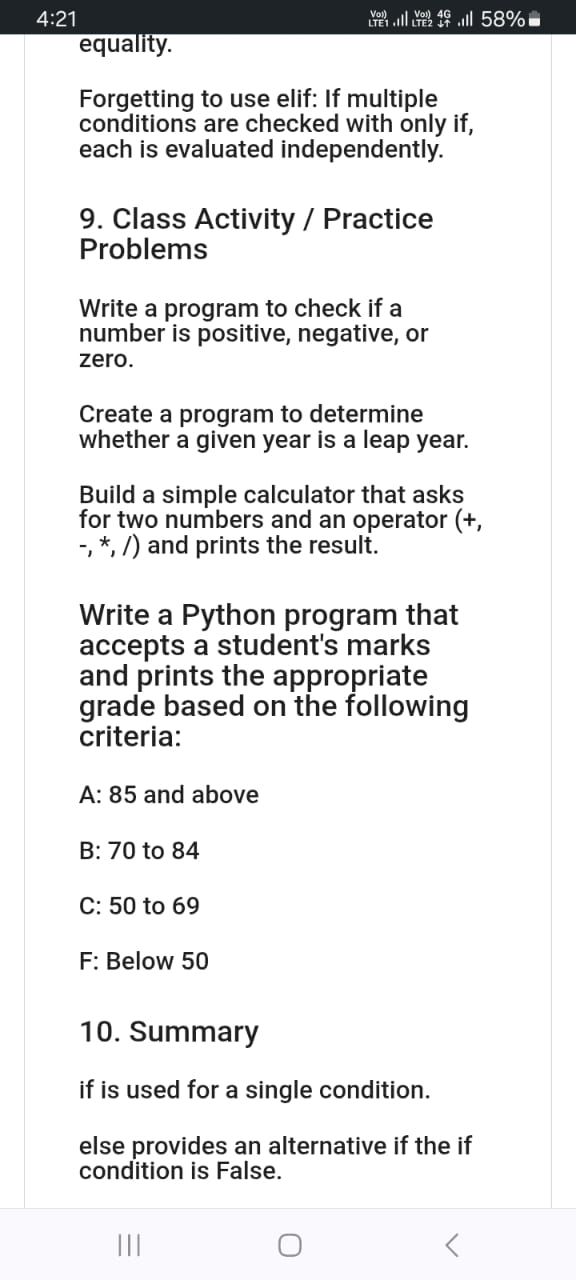 4:21
Vo)) LTE1 Vo)) LTE2 4G 58%
equality.
Forgetting to use elif: If multiple
conditions are checked with only if,
each is evaluated independently.
9. Class Activity / Practice
Problems
Write a program to check if a
number is positive, negative, or
zero.
Create a program to determine
whether a given year is a leap year.
Build a simple calculator that asks
for two numbers and an operator (+,
-, *, /) and prints the result.
Write a Python program that
accepts a student's marks
and prints the appropriate
grade based on the following
criteria:
A: 85 and above
B: 70 to 84
C: 50 to 69
F: Below 50
10. Summary
if is used for a single condition.
else provides an alternative if the if
condition is False.